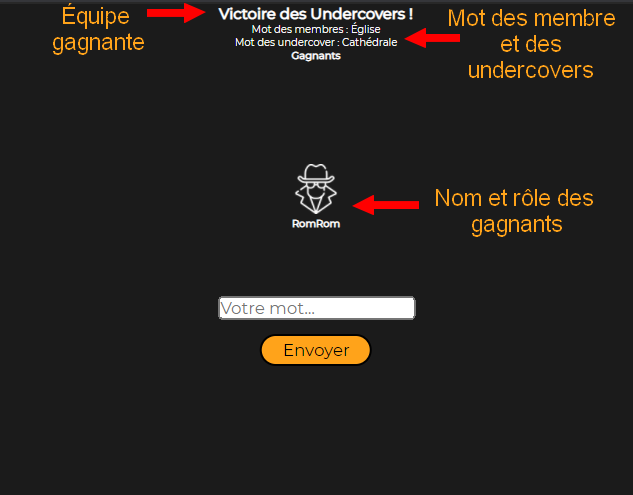 Équipe
gagnante
Victoire des Undercovers !
Mot des membres : Église
Mot des undercover : Cathédrale
Gagnants
Mot des membre
et des
undercovers
RomRom
Nom et rôle des
gagnants
Votre mot...
Envoyer